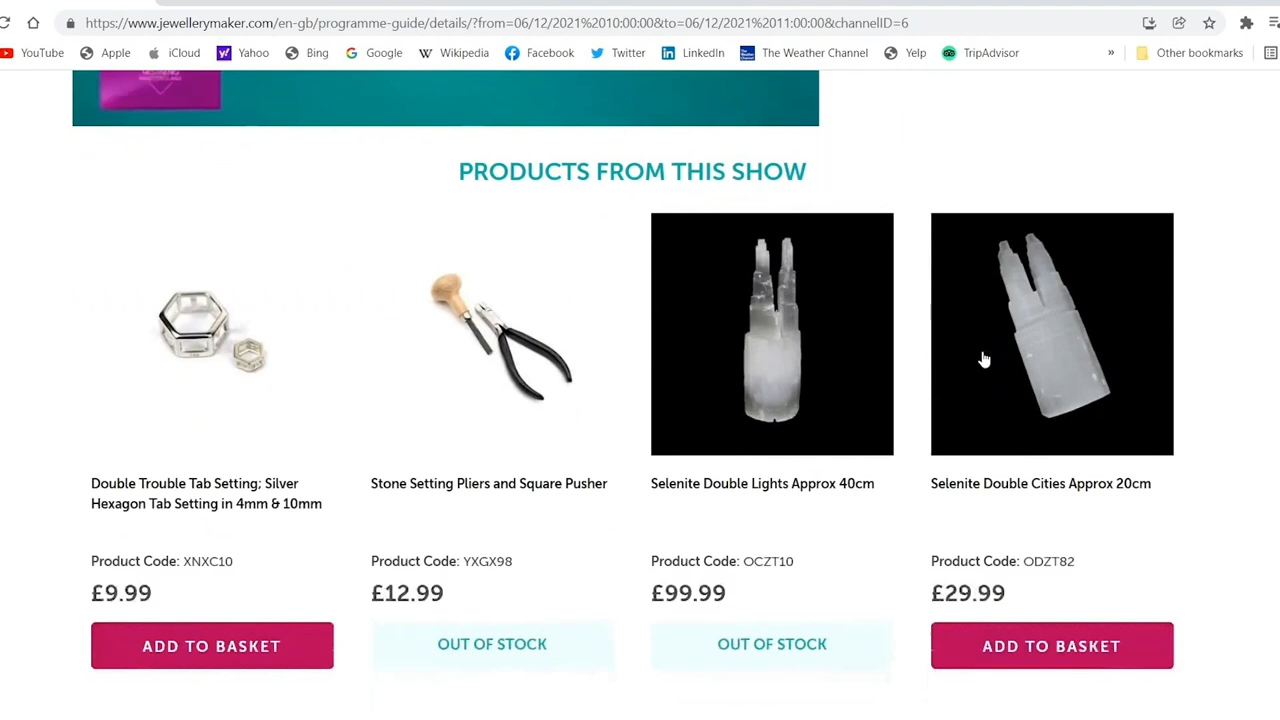 https://www.jewellerymaker.com/en-gb/programme-guide/details/?from=06/12/2021%2010:00:00&to=06/12/2021%2011:00:00&channelID=6
YouTube Apple iCloud Yahoo Bing Google Wikipedia Facebook Twitter LinkedIn The Weather Channel Yelp TripAdvisor » Other bookmarks
PRODUCTS FROM THIS SHOW
Double Trouble Tab Setting; Silver
Hexagon Tab Setting in 4mm & 10mm
Product Code: XNXC10
£9.99
ADD TO BASKET
Stone Setting Pliers and Square Pusher
Product Code: YXGX98
£12.99
OUT OF STOCK
Selenite Double Lights Approx 40cm
Product Code: OCZT10
£99.99
OUT OF STOCK
Selenite Double Cities Approx 20cm
Product Code: ODZT82
£29.99
ADD TO BASKET